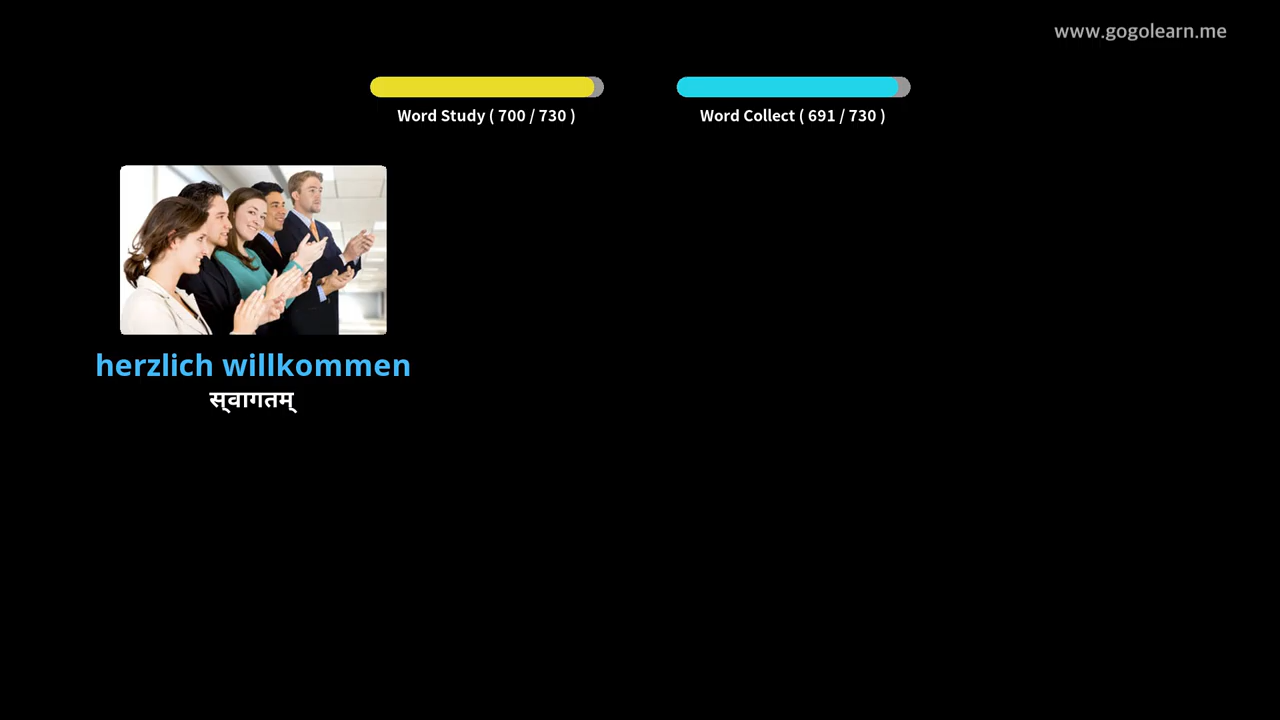 www.gogolearn.me
Word Study ( 700 / 730 )
Word Collect ( 691 / 730 )
herzlich willkommen
स्वागतम्